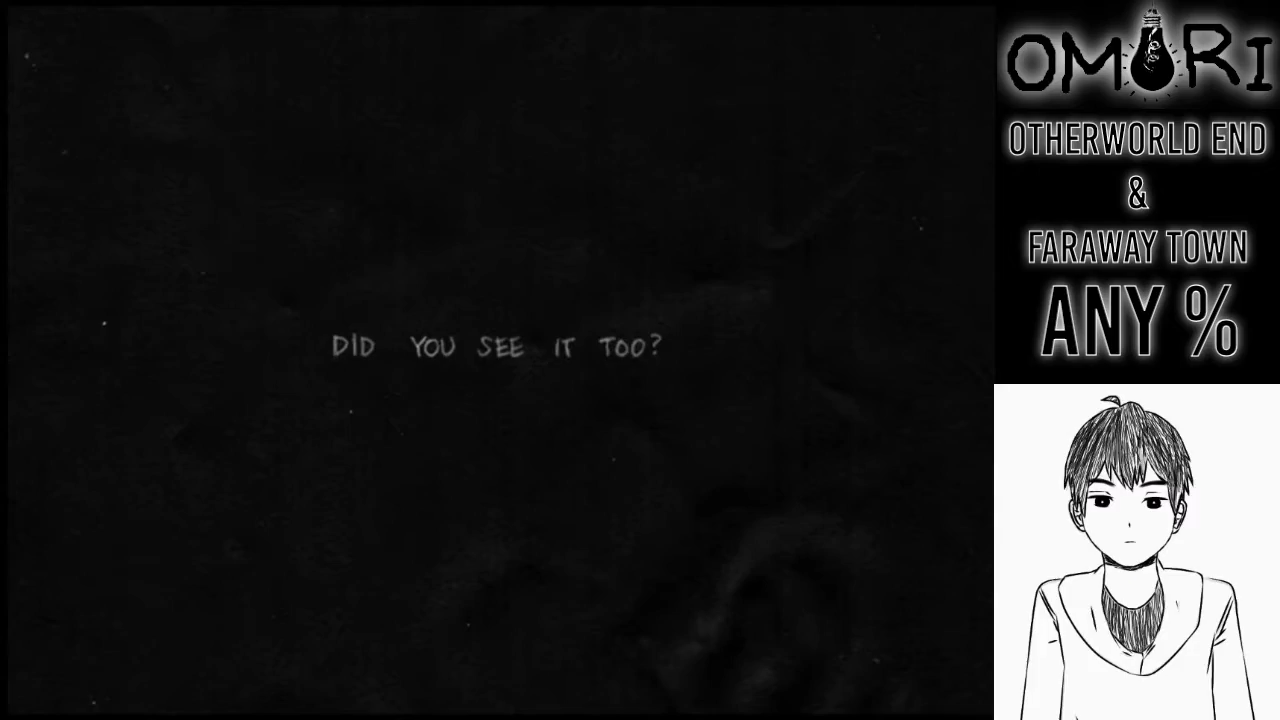 DID YOU SEE IT TOO?
OMORI
OTHERWORLD END
&
FARAWAY TOWN
ANY %